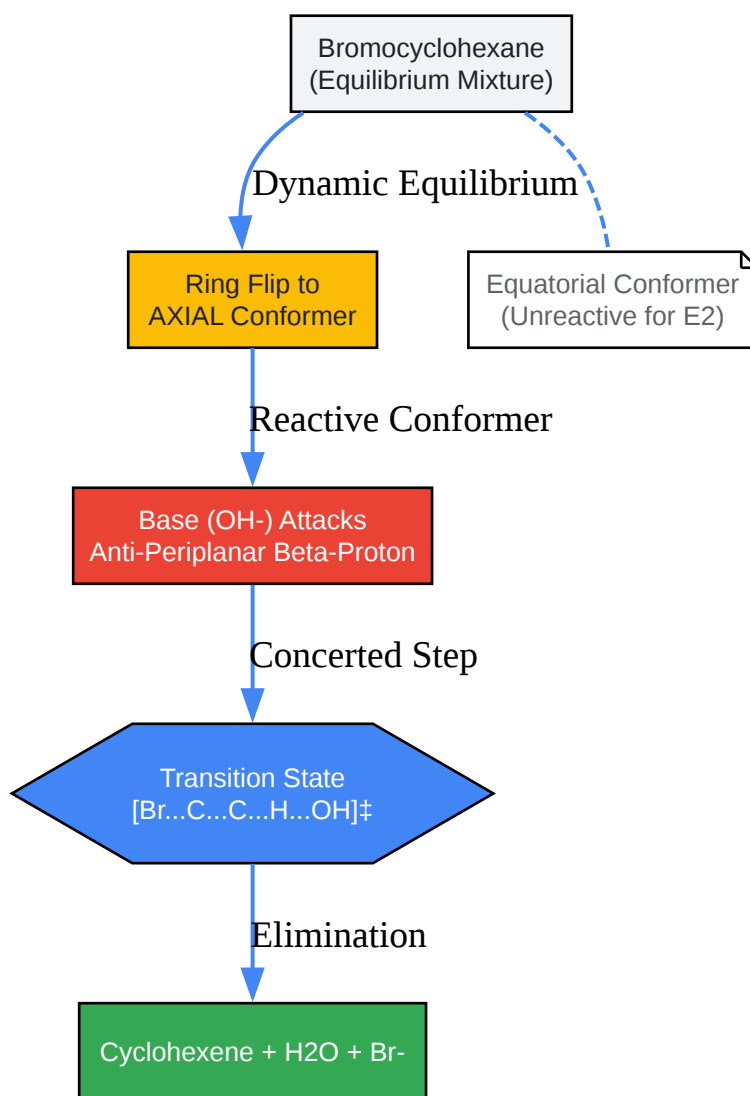 Bromocyclohexane
(Equilibrium Mixture)
Dynamic Equilibrium
Ring Flip to
AXIAL Conformer
Equatorial Conformer
(Unreactive for E2)
Reactive Conformer
Base (OH-) Attacks
Anti-Periplanar Beta-Proton
Concerted Step
Transition State
[Br...C...C...H...OH]‡
Elimination
Cyclohexene + H2O + Br-